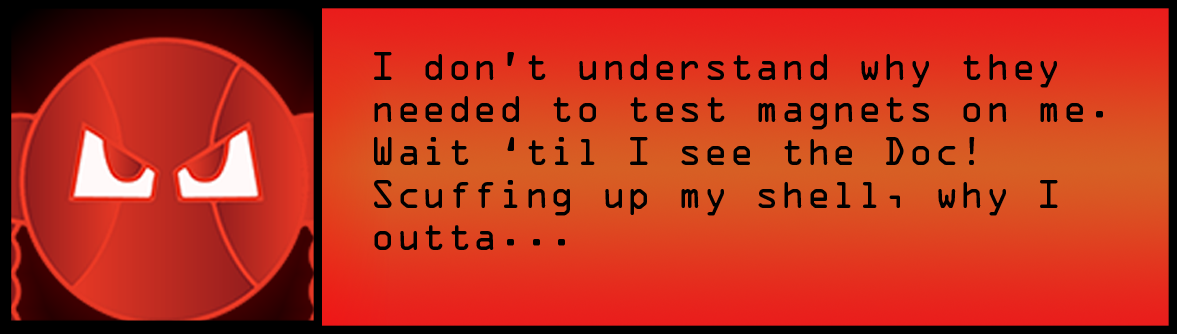 I don't understand why they
needed to test magnets on me.
Wait ‘til I see the Doc!
Scuffing up my shell, why I
outta...